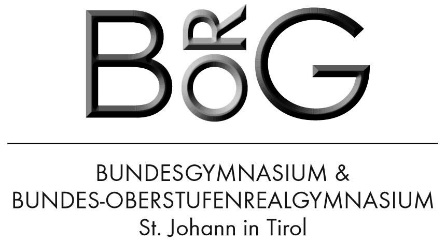 BORG
BUNDESGYMNASIUM &
BUNDES-OBERSTUFENREALGYMNASIUM
St. Johann in Tirol